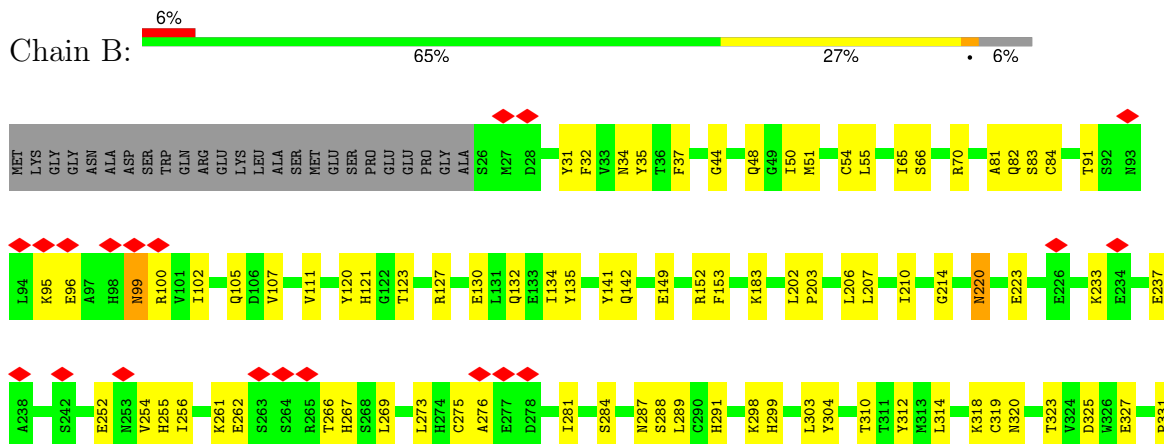 6%
Chain B:
65% 27% • 6%
MET LYS GLY GLY ASN ALA ASP SER TRP GLN ARG GLU LYS LEU ALA SER MET GLU SER PRO GLU GLU PRO GLY ALA S26 M27 D28 Y31 F32 V33 N34 Y35 T36 F37 G44 Q48 G49 I50 M51 C54 L55 I65 S66 R70 A81 Q82 S83 C84 T91 S92 N93
L94 K95 E96 A97 H98 N99 R100 V101 I102 Q105 D106 V107 V111 Y120 H121 G122 T123 R127 E130 L131 Q132 E133 I134 Y135 Y141 Q142 E149 R152 F153 K183 L202 P203 L206 L207 I210 G214 N220 E223 E226 K233 E234 E237
A238 S242 E252 N253 V254 H255 I256 K261 E262 S263 S264 R265 T266 H267 S268 L269 L273 H274 C275 A276 E277 D278 I281 S284 N287 S288 L289 C290 H291 K298 H299 L303 Y304 T310 T311 Y312 M313 L314 K318 C319 N320 T323 V324 D325 W326 E327